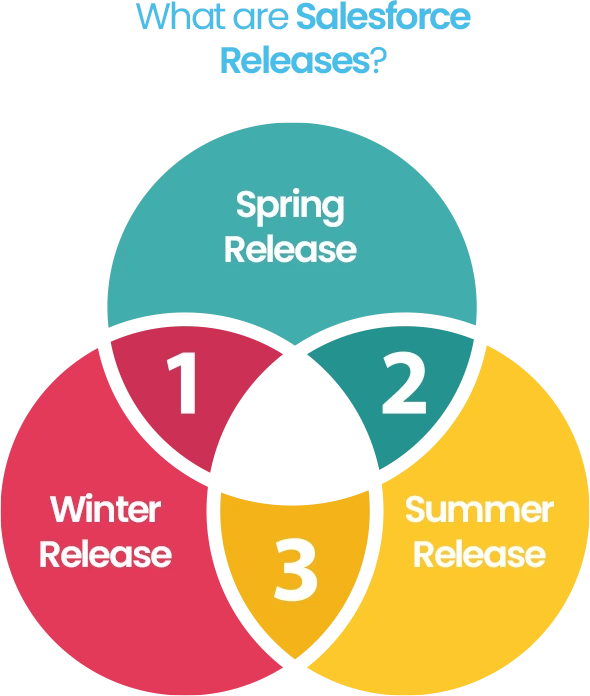 What are Salesforce
Releases?
Spring
Release
1
2
Winter
Release
Summer
Release
3